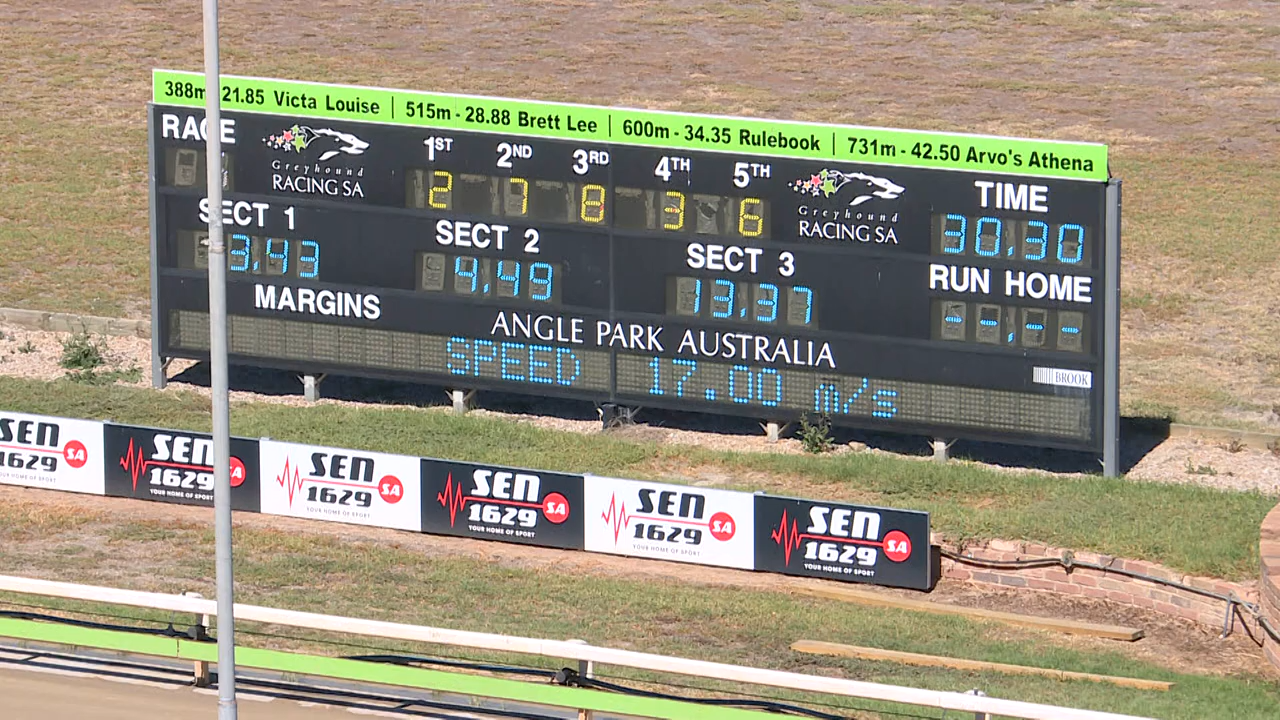 388m 21.85 Victa Louise | 515m - 28.88 Brett Lee | 600m - 34.35 Rulebook | 731m - 42.50 Arvo's Athena
RACE
Greyhound
RACING SA
1ST 2ND 3RD 4TH 5TH
2 7 8 3 6
Greyhound
RACING SA
TIME
30.30
SECT 1
3.43
SECT 2
4.49
SECT 3
13.37
RUN HOME
--.--
MARGINS
ANGLE PARK AUSTRALIA
SPEED 17.00 m/s
BROOK
SEN
1629 SA
SEN
1629 SA
YOUR HOME OF SPORT
SEN
1629 SA
YOUR HOME OF SPORT
SEN
1629 SA
YOUR HOME OF SPORT
SEN
1629 SA
YOUR HOME OF SPORT
SEN
1629 SA
YOUR HOME OF SPORT